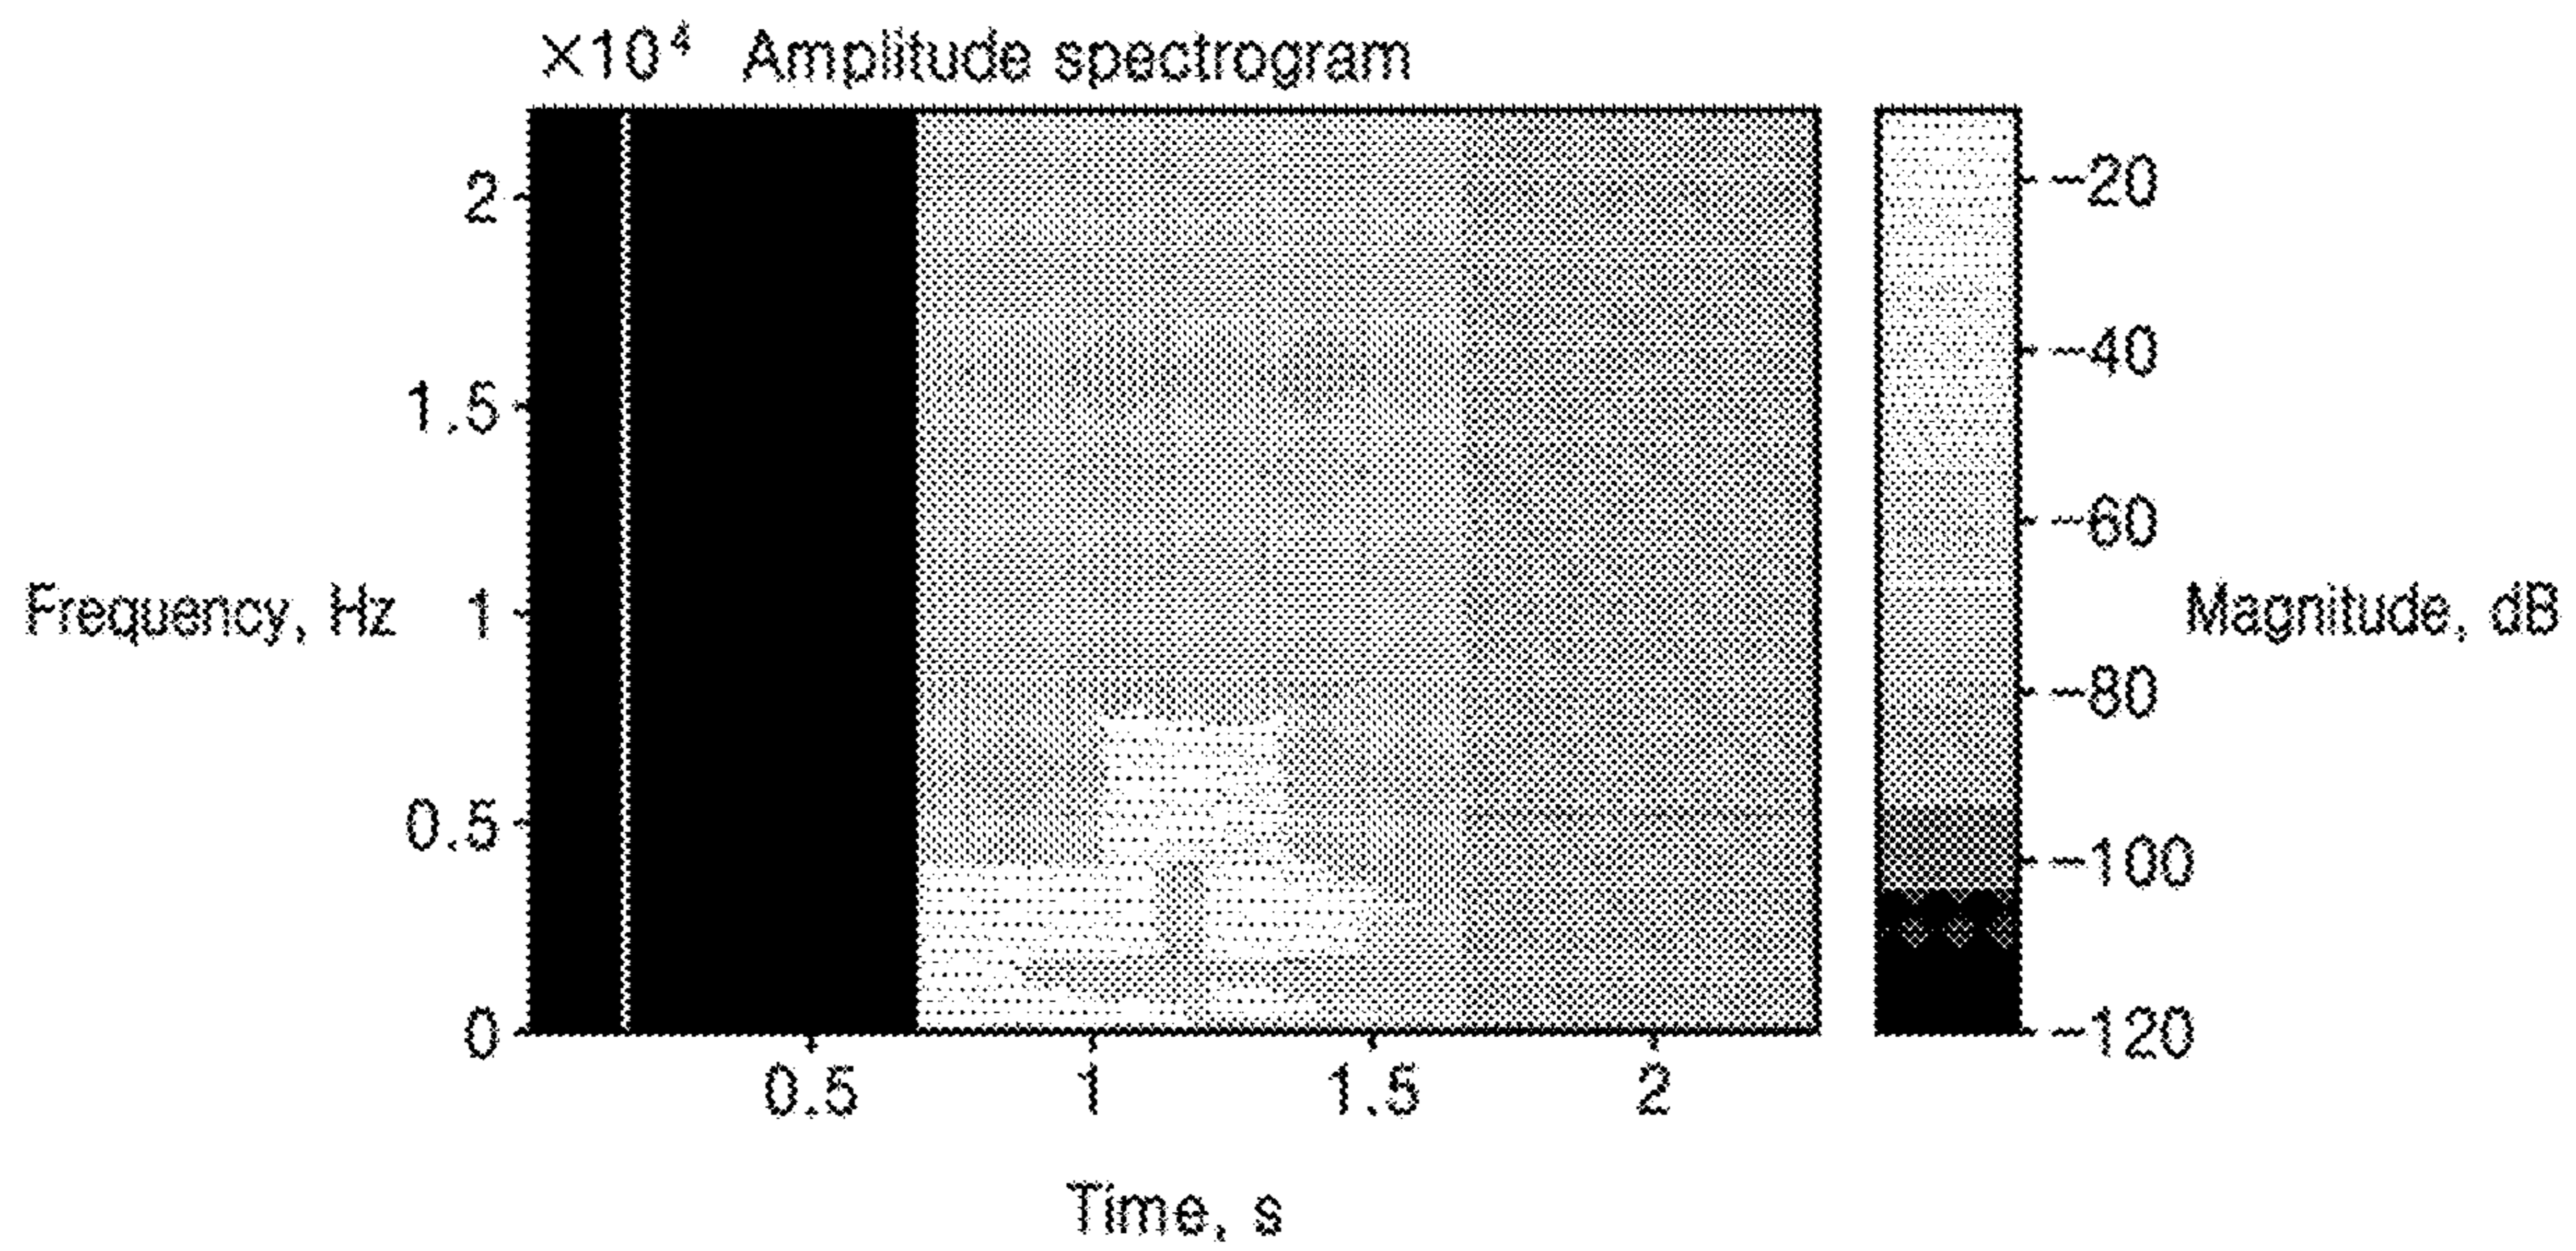 ×10⁴ Amplitude spectrogram
2
1.5
Frequency, Hz 1
0.5
0
0.5 1 1.5 2
Time, s
-20
-40
-60
Magnitude, dB
-80
-100
-120